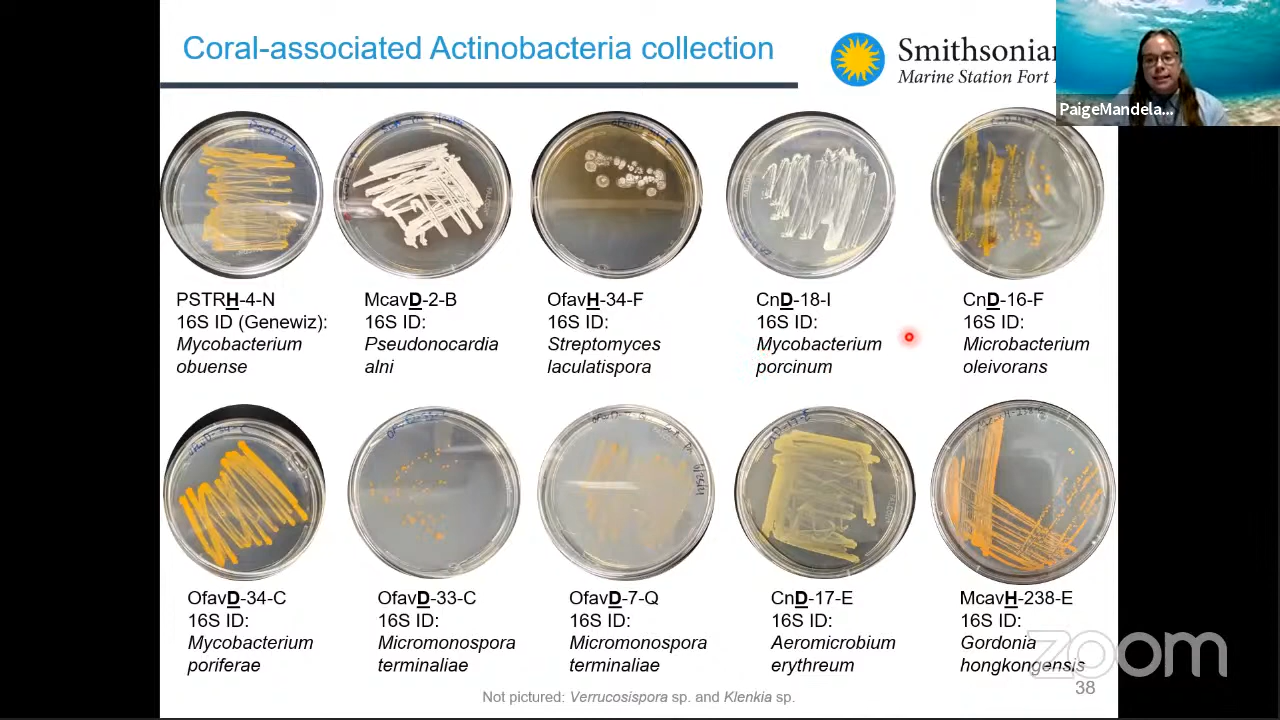 Coral-associated Actinobacteria collection
Smithsonian
Marine Station Fort
PaigeMandela...
PSTRH-4-N
16S ID (Genewiz):
Mycobacterium
obuense
McavD-2-B
16S ID:
Pseudonocardia
alni
OfavH-34-F
16S ID:
Streptomyces
laculatispora
CnD-18-I
16S ID:
Mycobacterium
porcinum
CnD-16-F
16S ID:
Microbacterium
oleivorans
OfavD-34-C
16S ID:
Mycobacterium
poriferae
OfavD-33-C
16S ID:
Micromonospora
terminaliae
OfavD-7-Q
16S ID:
Micromonospora
terminaliae
CnD-17-E
16S ID:
Aeromicrobium
erythreum
McavH-238-E
16S ID:
Gordonia
hongkongensis
zoom
38
Not pictured: Verrucosispora sp. and Klenkia sp.